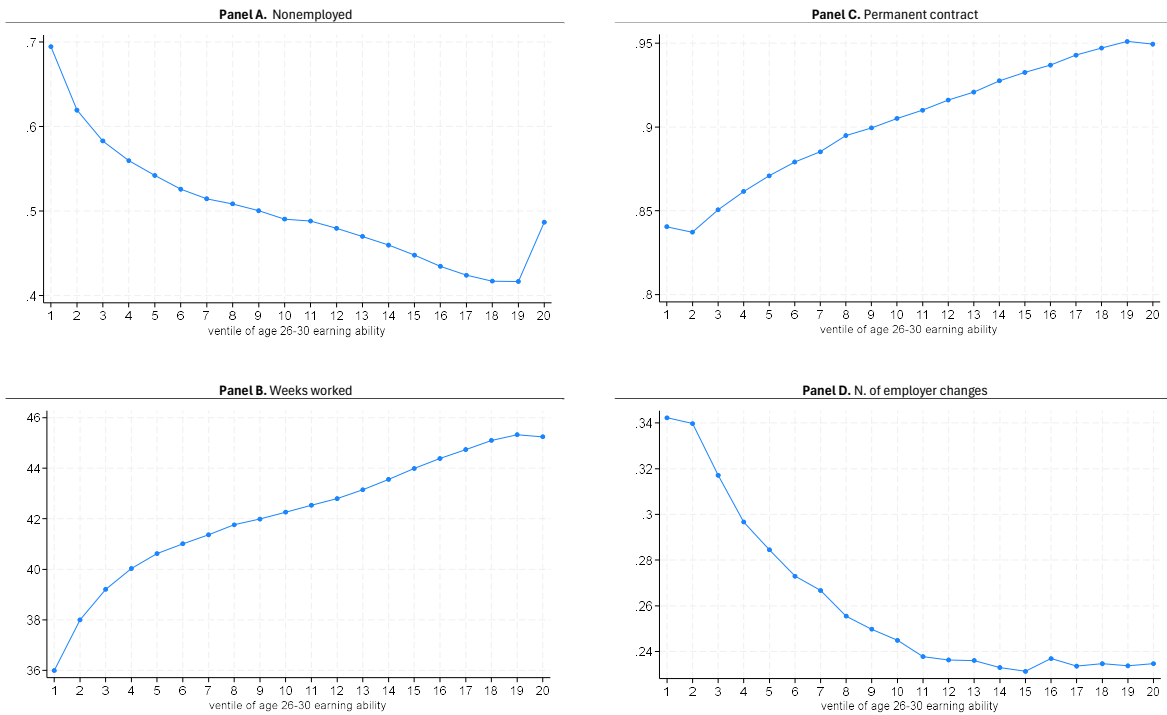 Panel A. Nonemployed
.7
.6
.5
.4
1 2 3 4 5 6 7 8 9 10 11 12 13 14 15 16 17 18 19 20
ventile of age 26-30 earning ability
Panel C. Permanent contract
.95
.9
.85
.8
1 2 3 4 5 6 7 8 9 10 11 12 13 14 15 16 17 18 19 20
ventile of age 26-30 earning ability
Panel B. Weeks worked
46
44
42
40
38
36
1 2 3 4 5 6 7 8 9 10 11 12 13 14 15 16 17 18 19 20
ventile of age 26-30 earning ability
Panel D. N. of employer changes
.34
.32
.3
.28
.26
.24
1 2 3 4 5 6 7 8 9 10 11 12 13 14 15 16 17 18 19 20
ventile of age 26-30 earning ability